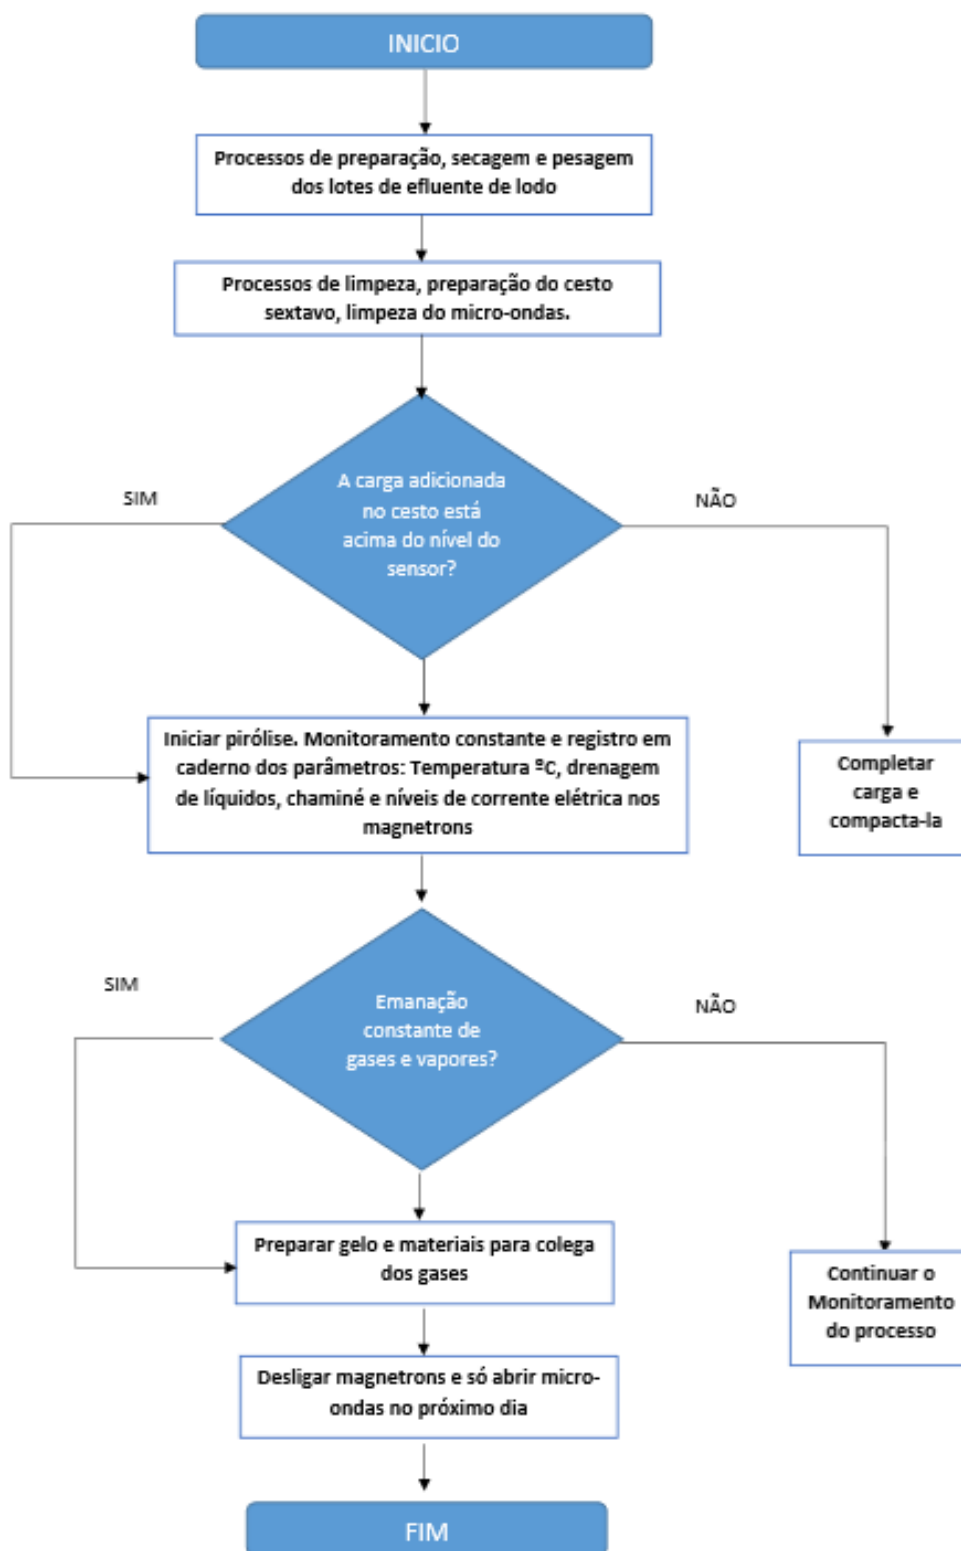 INICIO
Processos de preparação, secagem e pesagem
dos lotes de efluente de lodo
Processos de limpeza, preparação do cesto
sextavo, limpeza do micro-ondas.
A carga adicionada
no cesto está
acima do nível do
sensor?
SIM
NÃO
Iniciar pirólise. Monitoramento constante e registro em
caderno dos parâmetros: Temperatura ºC, drenagem
de líquidos, chaminé e níveis de corrente elétrica nos
magnetrons
Completar
carga e
compacta-la
Emanação
constante de
gases e vapores?
SIM
NÃO
Preparar gelo e materiais para colega
dos gases
Continuar o
Monitoramento
do processo
Desligar magnetrons e só abrir micro-
ondas no próximo dia
FIM